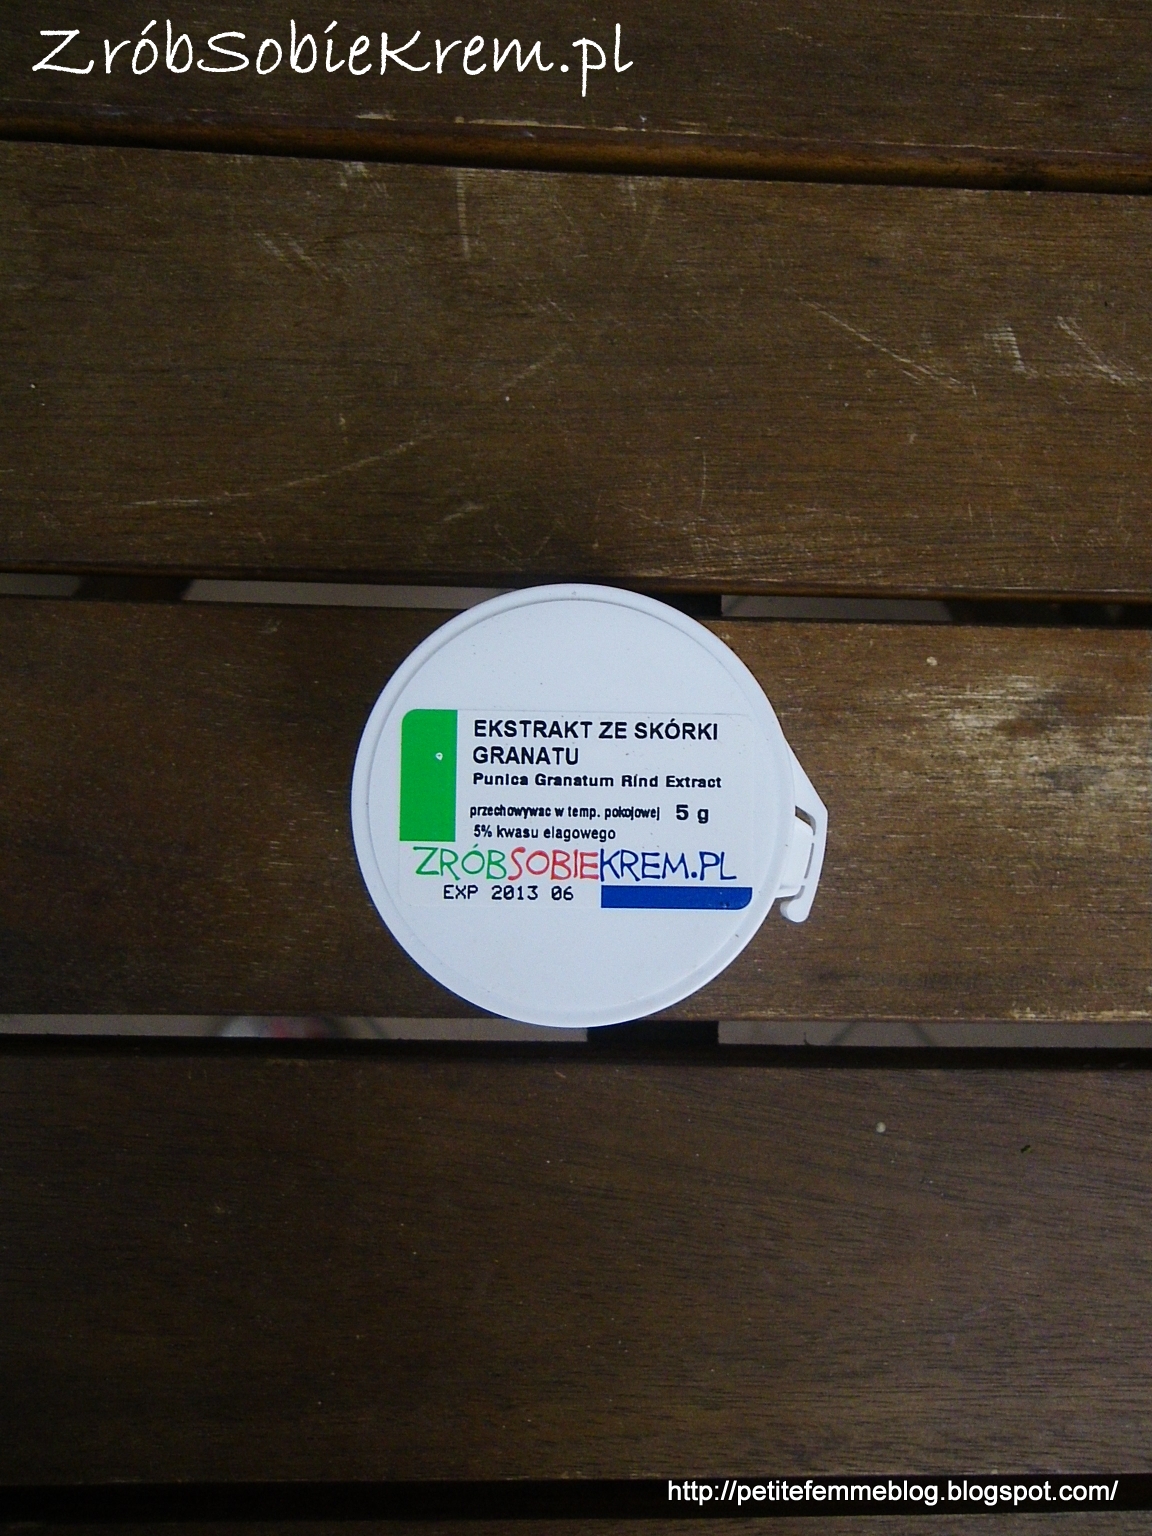 ZróbSobieKrem.pl
EKSTRAKT ZE SKÓRKI
GRANATU
Punica Granatum Rind Extract
przechowywac w temp. pokojowej 5 g
5% kwasu elagowego
ZRÓBSOBIEKREM.PL
EXP 2013 06
http://petitefemmeblog.blogspot.com/